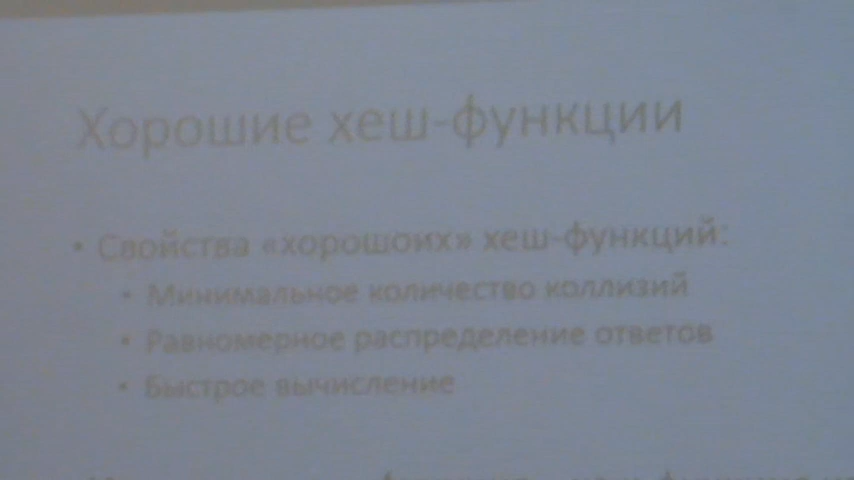 Хорошие хеш-функции
• Свойства «хорошоих» хеш-функций:
• Минимальное количество коллизий
• Равномерное распределение ответов
• Быстрое вычисление